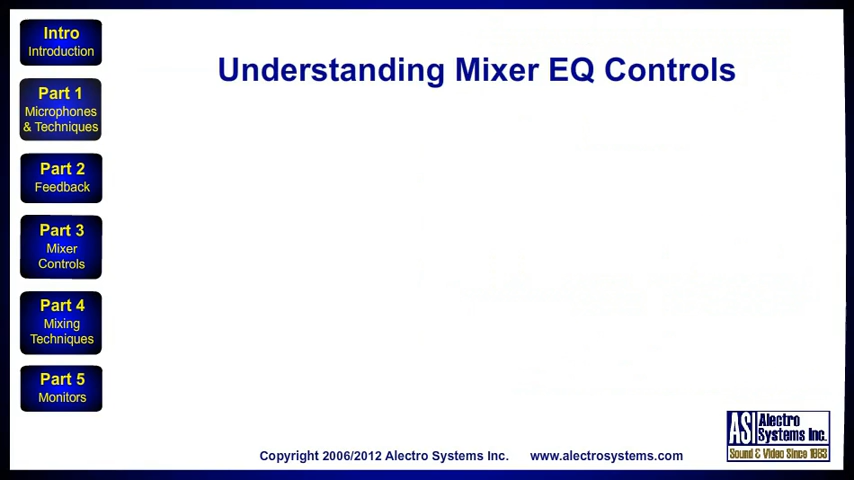 Intro
Introduction
Part 1
Microphones
& Techniques
Part 2
Feedback
Part 3
Mixer
Controls
Part 4
Mixing
Techniques
Part 5
Monitors
Understanding Mixer EQ Controls
Copyright 2006/2012 Alectro Systems Inc. www.alectrosystems.com
ASI Alectro
Systems Inc.
Sound & Video Since 1983